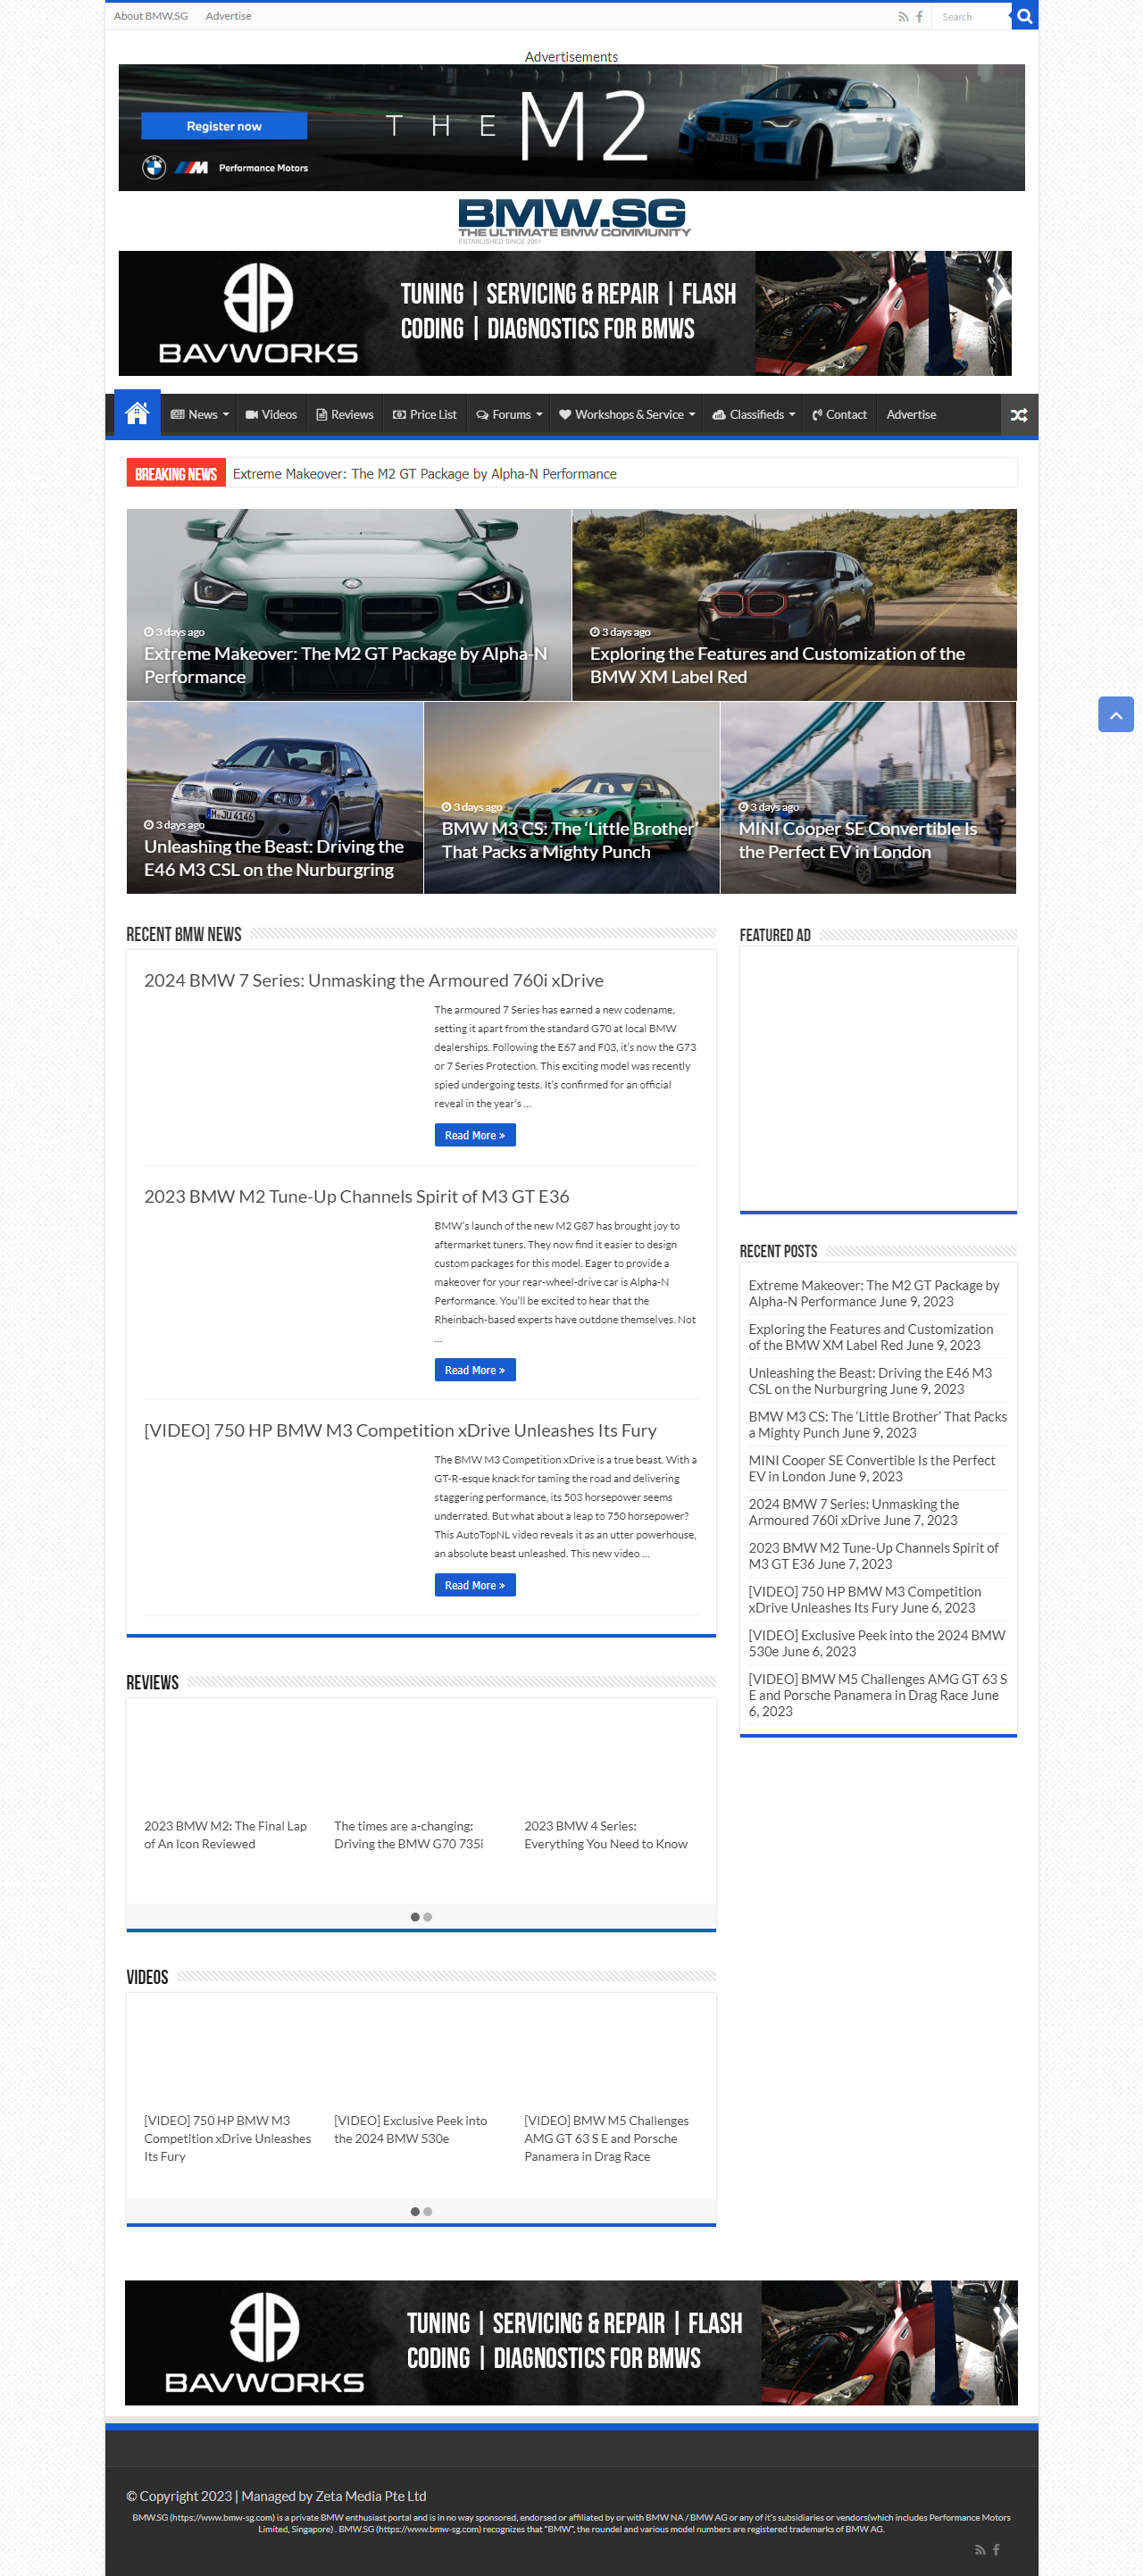 About BMW.SG Advertise Search
Advertisements
Register now
THE M2
Performance Motors
BMW.SG
THE ULTIMATE BMW COMMUNITY
ESTABLISHED SINCE 2001
BAVWORKS
TUNING | SERVICING & REPAIR | FLASH
CODING | DIAGNOSTICS FOR BMWS
News Videos Reviews Price List Forums Workshops & Service Classifieds Contact Advertise
BREAKING NEWS Extreme Makeover: The M2 GT Package by Alpha-N Performance
3 days ago
Extreme Makeover: The M2 GT Package by Alpha-N
Performance
3 days ago
Exploring the Features and Customization of the
BMW XM Label Red
M-JU 4146
3 days ago
Unleashing the Beast: Driving the
E46 M3 CSL on the Nurburgring
3 days ago
BMW M3 CS: The ‘Little Brother’
That Packs a Mighty Punch
3 days ago
MINI Cooper SE Convertible Is
the Perfect EV in London
RECENT BMW NEWS
2024 BMW 7 Series: Unmasking the Armoured 760i xDrive
The armoured 7 Series has earned a new codename,
setting it apart from the standard G70 at local BMW
dealerships. Following the E67 and F03, it’s now the G73
or 7 Series Protection. This exciting model was recently
spied undergoing tests. It’s confirmed for an official
reveal in the year’s ...
Read More »
2023 BMW M2 Tune-Up Channels Spirit of M3 GT E36
BMW’s launch of the new M2 G87 has brought joy to
aftermarket tuners. They now find it easier to design
custom packages for this model. Eager to provide a
makeover for your rear-wheel-drive car is Alpha-N
Performance. You’ll be excited to hear that the
Rheinbach-based experts have outdone themselves. Not
...
Read More »
[VIDEO] 750 HP BMW M3 Competition xDrive Unleashes Its Fury
The BMW M3 Competition xDrive is a true beast. With a
GT-R-esque knack for taming the road and delivering
staggering performance, its 503 horsepower seems
underrated. But what about a leap to 750 horsepower?
This AutoTopNL video reveals it as an utter powerhouse,
an absolute beast unleashed. This new video ...
Read More »
FEATURED AD
RECENT POSTS
Extreme Makeover: The M2 GT Package by
Alpha-N Performance June 9, 2023
Exploring the Features and Customization
of the BMW XM Label Red June 9, 2023
Unleashing the Beast: Driving the E46 M3
CSL on the Nurburgring June 9, 2023
BMW M3 CS: The ‘Little Brother’ That Packs
a Mighty Punch June 9, 2023
MINI Cooper SE Convertible Is the Perfect
EV in London June 9, 2023
2024 BMW 7 Series: Unmasking the
Armoured 760i xDrive June 7, 2023
2023 BMW M2 Tune-Up Channels Spirit of
M3 GT E36 June 7, 2023
[VIDEO] 750 HP BMW M3 Competition
xDrive Unleashes Its Fury June 6, 2023
[VIDEO] Exclusive Peek into the 2024 BMW
530e June 6, 2023
[VIDEO] BMW M5 Challenges AMG GT 63 S
E and Porsche Panamera in Drag Race June
6, 2023
REVIEWS
2023 BMW M2: The Final Lap
of An Icon Reviewed
The times are a-changing:
Driving the BMW G70 735i
2023 BMW 4 Series:
Everything You Need to Know
VIDEOS
[VIDEO] 750 HP BMW M3
Competition xDrive Unleashes
Its Fury
[VIDEO] Exclusive Peek into
the 2024 BMW 530e
[VIDEO] BMW M5 Challenges
AMG GT 63 S E and Porsche
Panamera in Drag Race
BAVWORKS
TUNING | SERVICING & REPAIR | FLASH
CODING | DIAGNOSTICS FOR BMWS
© Copyright 2023 | Managed by Zeta Media Pte Ltd
BMW.SG (https://www.bmw-sg.com) is a private BMW enthusiast portal and is in no way sponsored, endorsed or affiliated by or with BMW NA / BMW AG or any of it's subsidiaries or vendors(which includes Performance Motors
Limited, Singapore) . BMW.SG (https://www.bmw-sg.com) recognizes that "BMW", the roundel and various model numbers are registered trademarks of BMW AG.